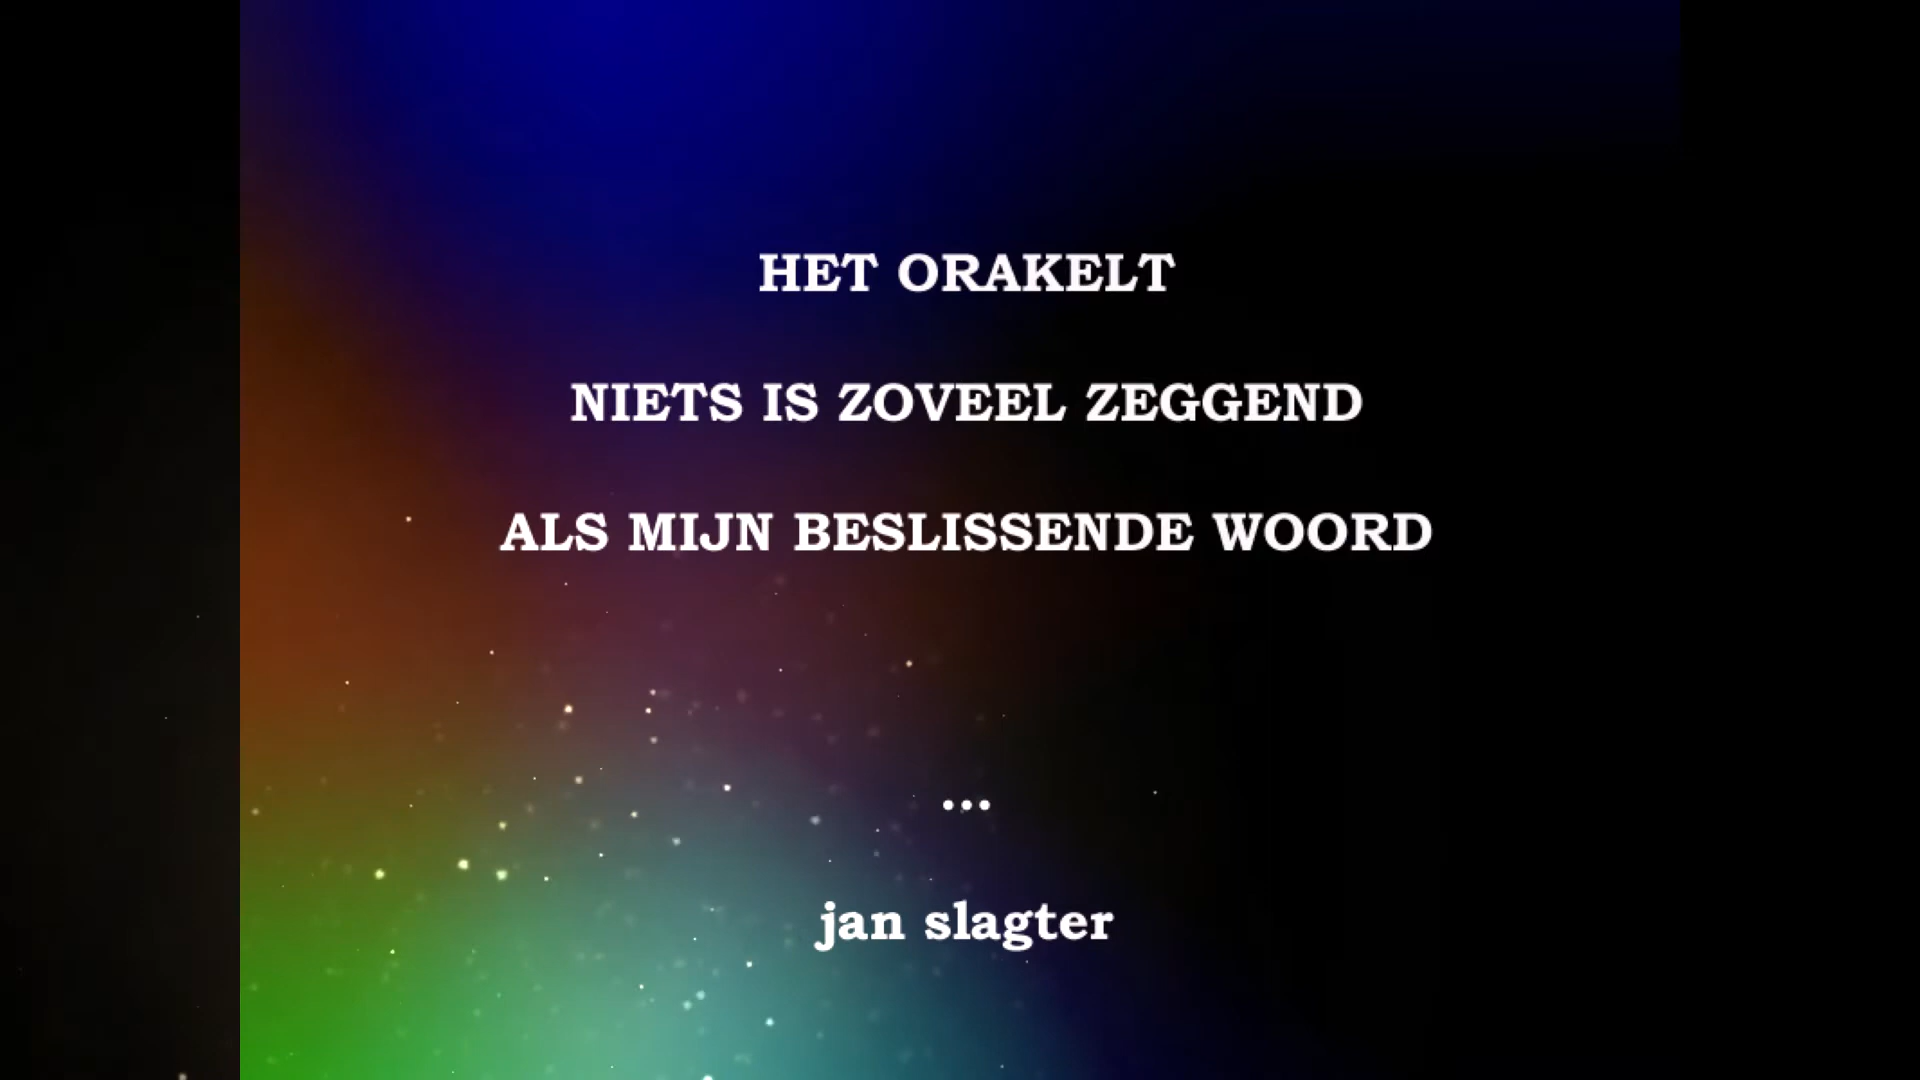 HET ORAKELT
NIETS IS ZOVEEL ZEGGEND
ALS MIJN BESLISSENDE WOORD
...
jan slagter